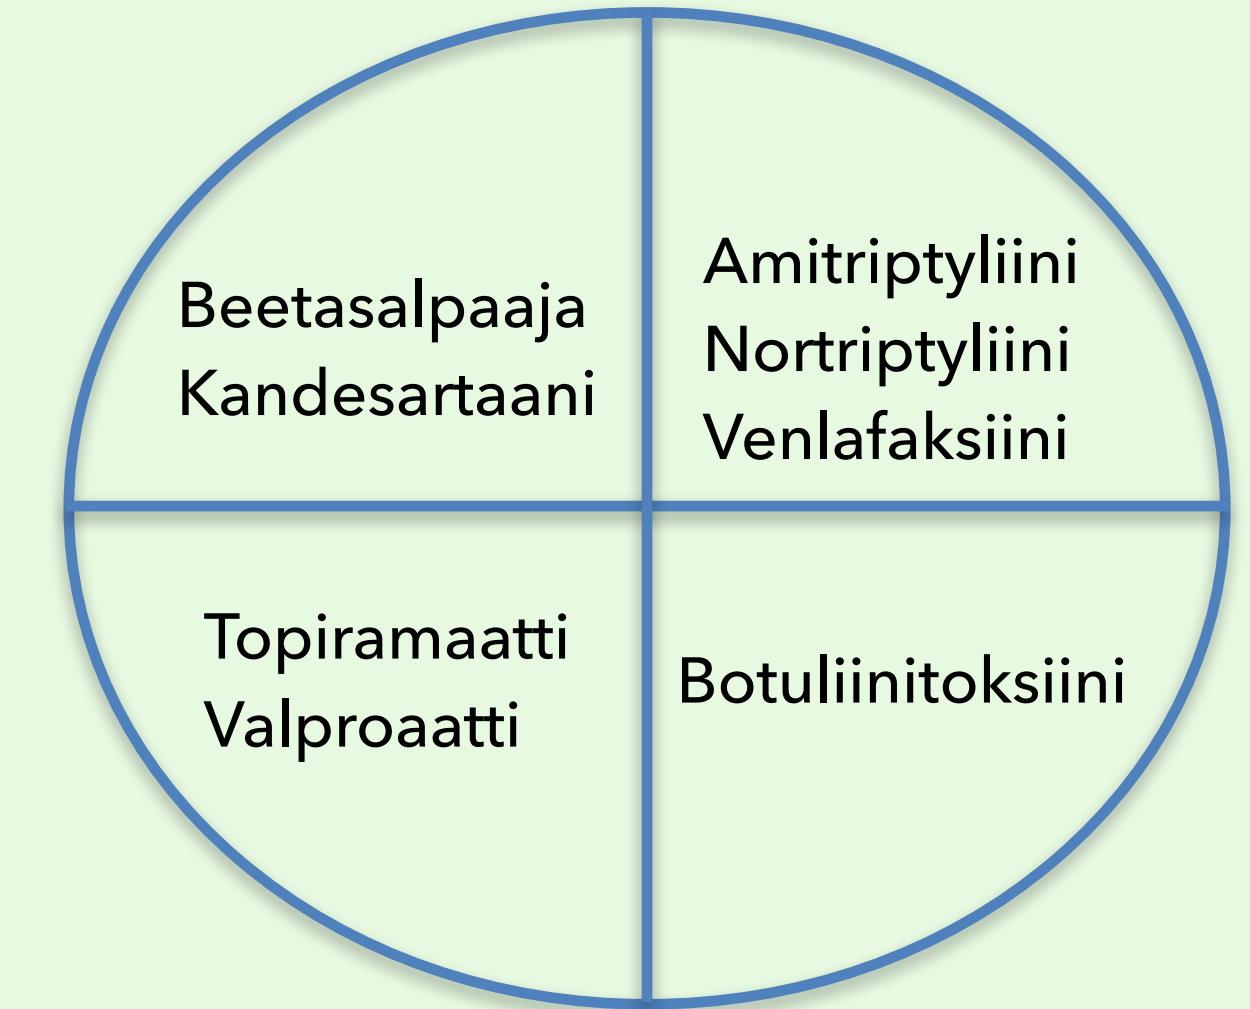 Beetasalpaaja
Kandesartaani
Amitriptyliini
Nortriptyliini
Venlafaksiini
Topiramaatti
Valproaatti
Botuliinitoksiini